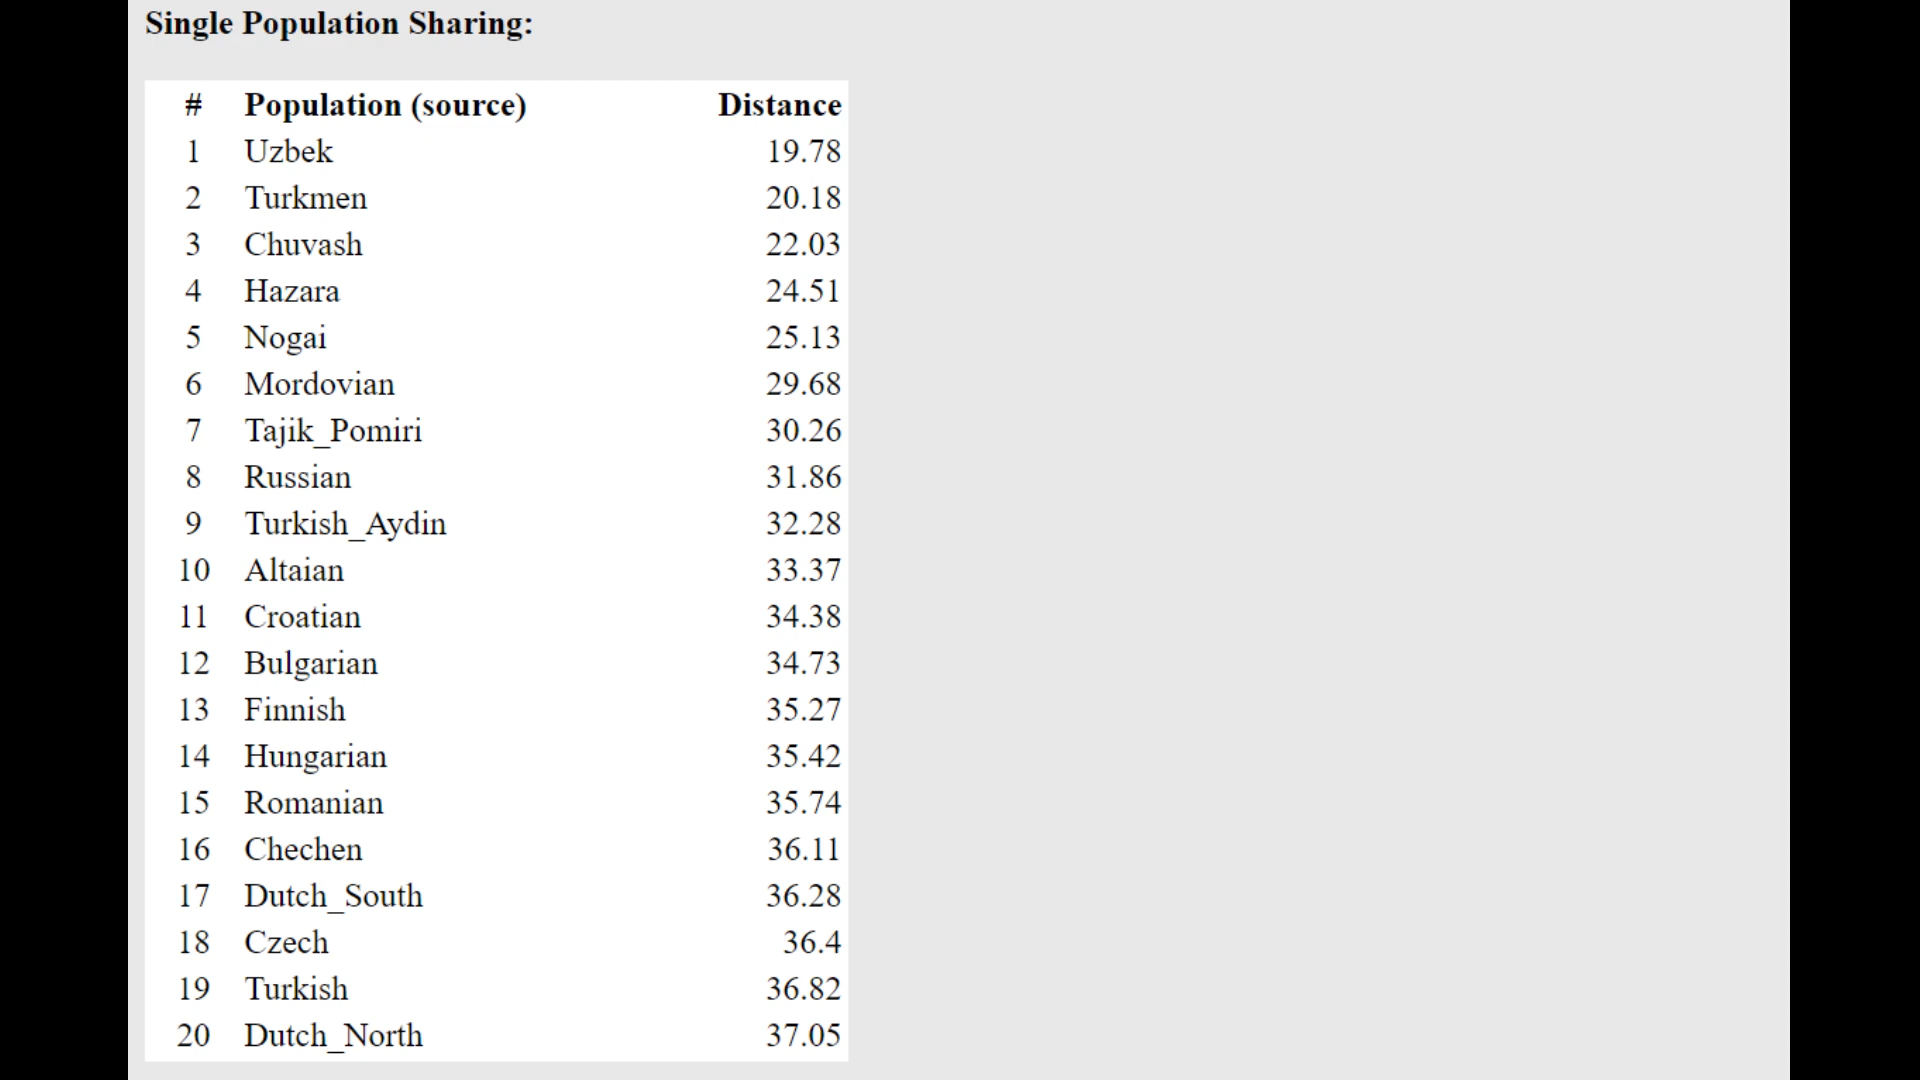 Single Population Sharing:
# Population (source) Distance
1 Uzbek 19.78
2 Turkmen 20.18
3 Chuvash 22.03
4 Hazara 24.51
5 Nogai 25.13
6 Mordovian 29.68
7 Tajik_Pomiri 30.26
8 Russian 31.86
9 Turkish_Aydin 32.28
10 Altaian 33.37
11 Croatian 34.38
12 Bulgarian 34.73
13 Finnish 35.27
14 Hungarian 35.42
15 Romanian 35.74
16 Chechen 36.11
17 Dutch_South 36.28
18 Czech 36.4
19 Turkish 36.82
20 Dutch_North 37.05